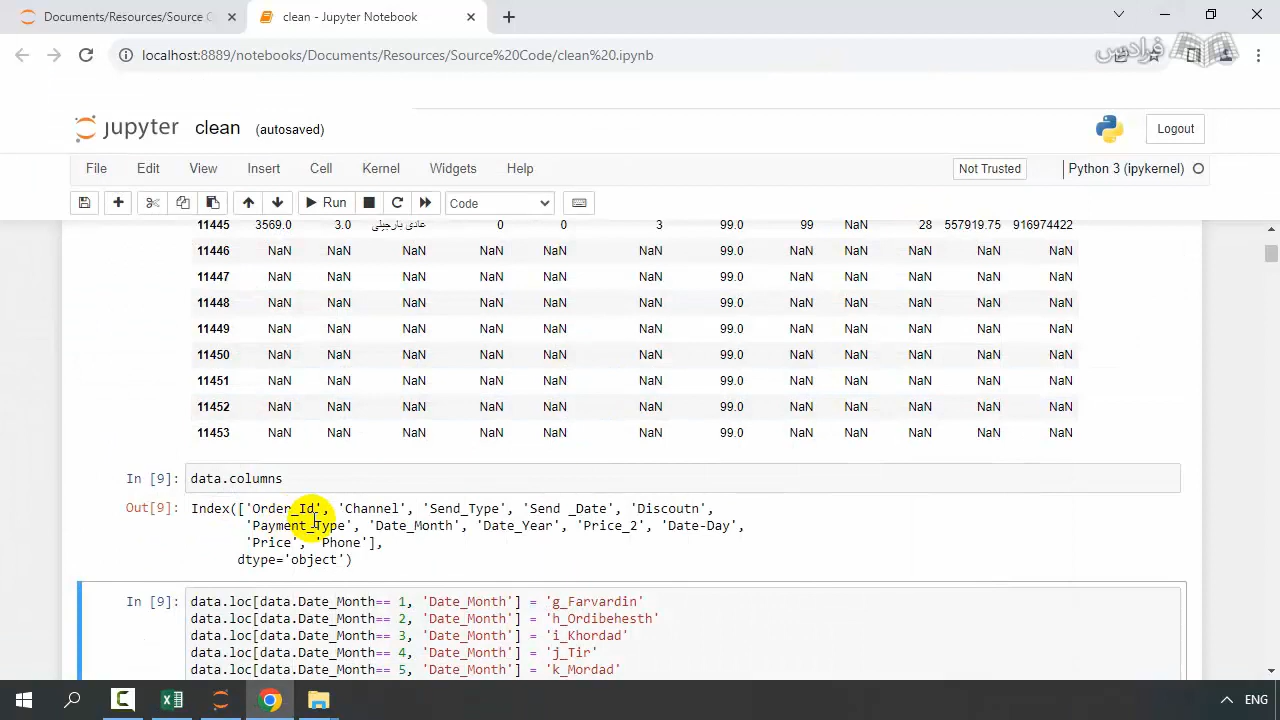 Documents/Resources/Source C
clean - Jupyter Notebook
localhost:8889/notebooks/Documents/Resources/Source%20Code/clean%20.ipynb
فرادرس
jupyter clean (autosaved)
Logout
File Edit View Insert Cell Kernel Widgets Help
Not Trusted
Python 3 (ipykernel)
Run
Code
11445 3569.0 3.0 عادی بارجیلی 0 0 3 99.0 99 NaN 28 557919.75 916974422
11446 NaN NaN NaN NaN NaN NaN 99.0 NaN NaN NaN NaN NaN
11447 NaN NaN NaN NaN NaN NaN 99.0 NaN NaN NaN NaN NaN
11448 NaN NaN NaN NaN NaN NaN 99.0 NaN NaN NaN NaN NaN
11449 NaN NaN NaN NaN NaN NaN 99.0 NaN NaN NaN NaN NaN
11450 NaN NaN NaN NaN NaN NaN 99.0 NaN NaN NaN NaN NaN
11451 NaN NaN NaN NaN NaN NaN 99.0 NaN NaN NaN NaN NaN
11452 NaN NaN NaN NaN NaN NaN 99.0 NaN NaN NaN NaN NaN
11453 NaN NaN NaN NaN NaN NaN 99.0 NaN NaN NaN NaN NaN
In [9]: data.columns
Out[9]: Index(['Order_Id', 'Channel', 'Send_Type', 'Send _Date', 'Discoutn',
'Payment_Type', 'Date_Month', 'Date_Year', 'Price_2', 'Date-Day',
'Price', 'Phone'],
dtype='object')
In [9]: data.loc[data.Date_Month== 1, 'Date_Month'] = 'g_Farvardin'
data.loc[data.Date_Month== 2, 'Date_Month'] = 'h_Ordibehesth'
data.loc[data.Date_Month== 3, 'Date_Month'] = 'i_Khordad'
data.loc[data.Date_Month== 4, 'Date_Month'] = 'j_Tir'
data.loc[data.Date_Month== 5, 'Date_Month'] = 'k_Mordad'
ENG